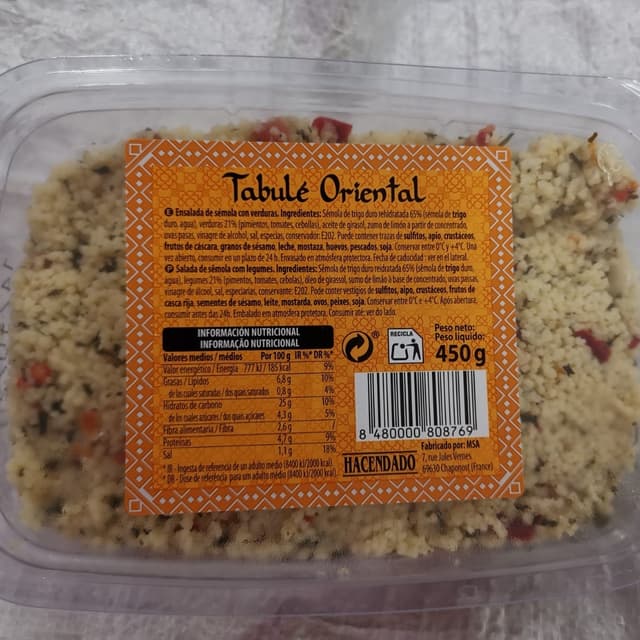 Tabulé Oriental
E Ensalada de sémola con verduras. Ingredientes: Sémola de trigo duro rehidratada 65% (sémola de trigo
duro, agua), verduras 21% (pimientos, tomates, cebollas), aceite de girasol, zumo de limón a partir de concentrado,
uvas pasas, vinagre de alcohol, sal, especias, conservador: E202. Puede contener trazas de sulfitos, apio, crustáceos,
frutos de cáscara, granos de sésamo, leche, mostaza, huevos, pescados, soja. Conservar entre 0°C y +4°C. Una
vez abierto, consumir en un plazo de 24 h. Envasado en atmósfera protectora. Fecha de caducidad: ver en el lateral.
P Salada de sêmola com legumes. Ingredientes: Sêmola de trigo duro reidratada 65% (sêmola de trigo duro,
água), legumes 21% (pimentos, tomates, cebolas), óleo de girassol, sumo de limão à base de concentrado, uvas passas,
vinagre de álcool, sal, especiarias, conservante: E202. Pode conter vestígios de sulfitos, aipo, crustáceos, frutos de
casca rija, sementes de sésamo, leite, mostarda, ovos, peixes, soja. Conservar entre 0°C e +4°C. Após abertura,
consumir antes das 24h. Embalado em atmosfera protetora. Consumir até: ver do lado.
INFORMACIÓN NUTRICIONAL
INFORMAÇÃO NUTRICIONAL
Valores medios / médios Por 100 g IR %* DR %*
Valor energético / Energia 777 kJ / 185 kcal 9%
Grasas / Lípidos 6,8 g 10%
de los cuales saturados / dos quais saturados 0,8 g 4%
Hidratos de carbono 25 g 10%
de los cuales azúcares / dos quais açúcares 4,3 g 5%
Fibra alimentaria / Fibra 2,6 g /
Proteínas 4,7 g 9%
Sal 1,1 g 18%
* IR - Ingesta de referencia de un adulto medio (8400 kJ/2000 kcal)
* DR - Dose de referência para um adulto médio (8400 kJ/2000 kcal).
RECICLA
Peso neto:
Peso líquido:
450 g
8 480000 808769
HACENDADO
Fabricado por: MSA
7, rue Jules Vernes.
69630 Chaponost (France)